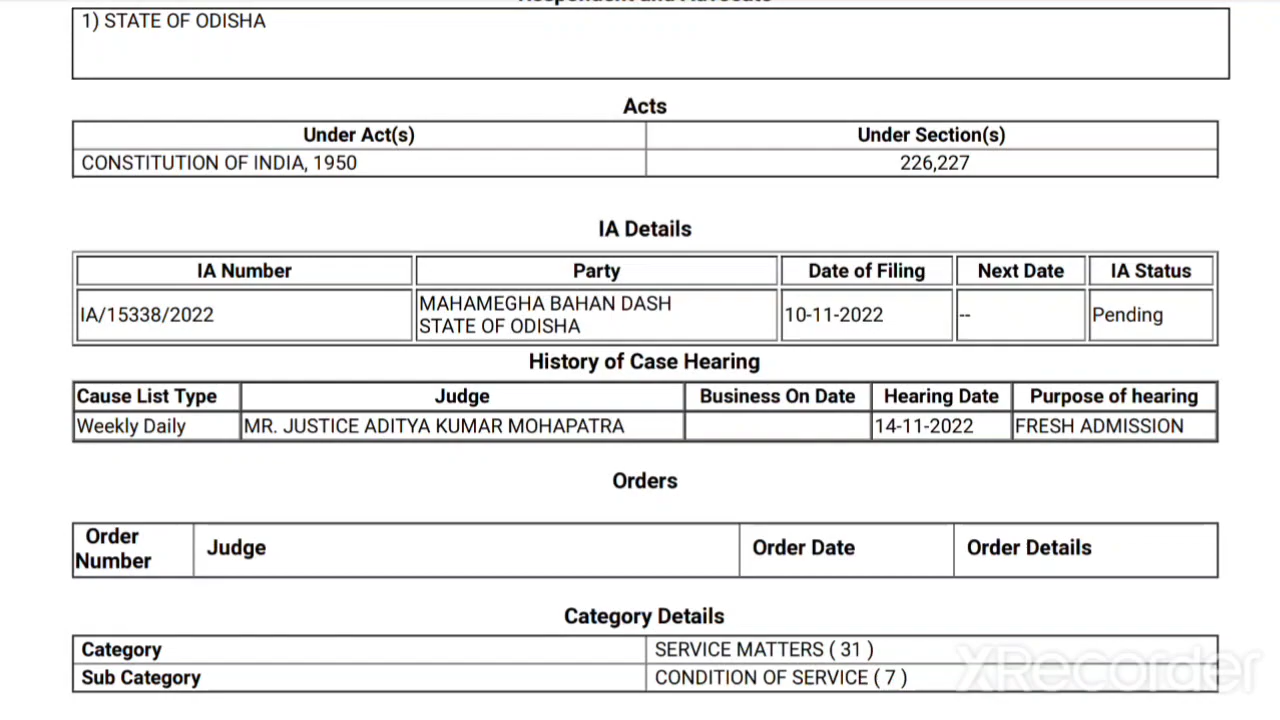 Respondent and Advocate
1) STATE OF ODISHA
Acts
Under Act(s) Under Section(s)
CONSTITUTION OF INDIA, 1950 226,227
IA Details
IA Number Party Date of Filing Next Date IA Status
IA/15338/2022 MAHAMEGHA BAHAN DASH STATE OF ODISHA 10-11-2022 -- Pending
History of Case Hearing
Cause List Type Judge Business On Date Hearing Date Purpose of hearing
Weekly Daily MR. JUSTICE ADITYA KUMAR MOHAPATRA 14-11-2022 FRESH ADMISSION
Orders
Order Number Judge Order Date Order Details
Category Details
Category SERVICE MATTERS ( 31 )
Sub Category CONDITION OF SERVICE ( 7 )
XRecorder